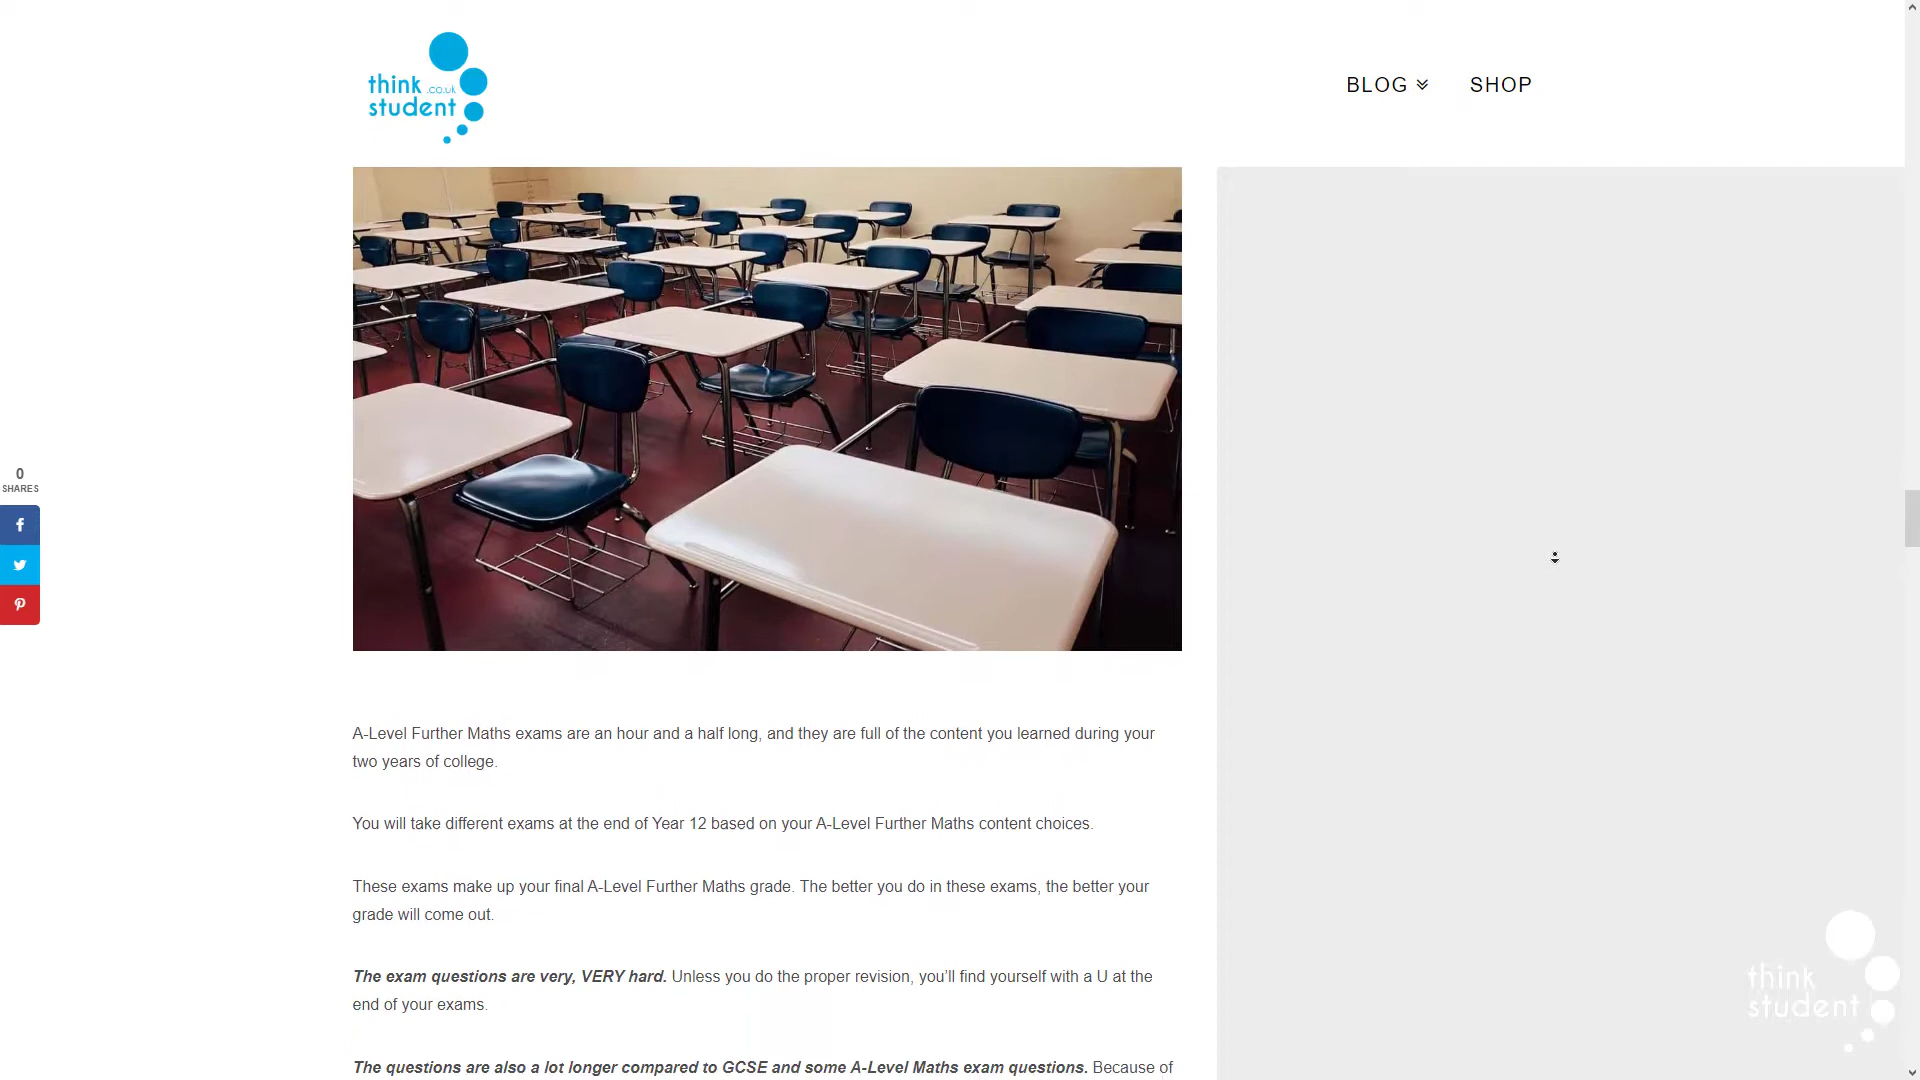 think .co.uk
student
BLOG
SHOP
0
SHARES
A-Level Further Maths exams are an hour and a half long, and they are full of the content you learned during your
two years of college.
You will take different exams at the end of Year 12 based on your A-Level Further Maths content choices.
These exams make up your final A-Level Further Maths grade. The better you do in these exams, the better your
grade will come out.
The exam questions are very, VERY hard. Unless you do the proper revision, you’ll find yourself with a U at the
end of your exams.
The questions are also a lot longer compared to GCSE and some A-Level Maths exam questions. Because of
think
student